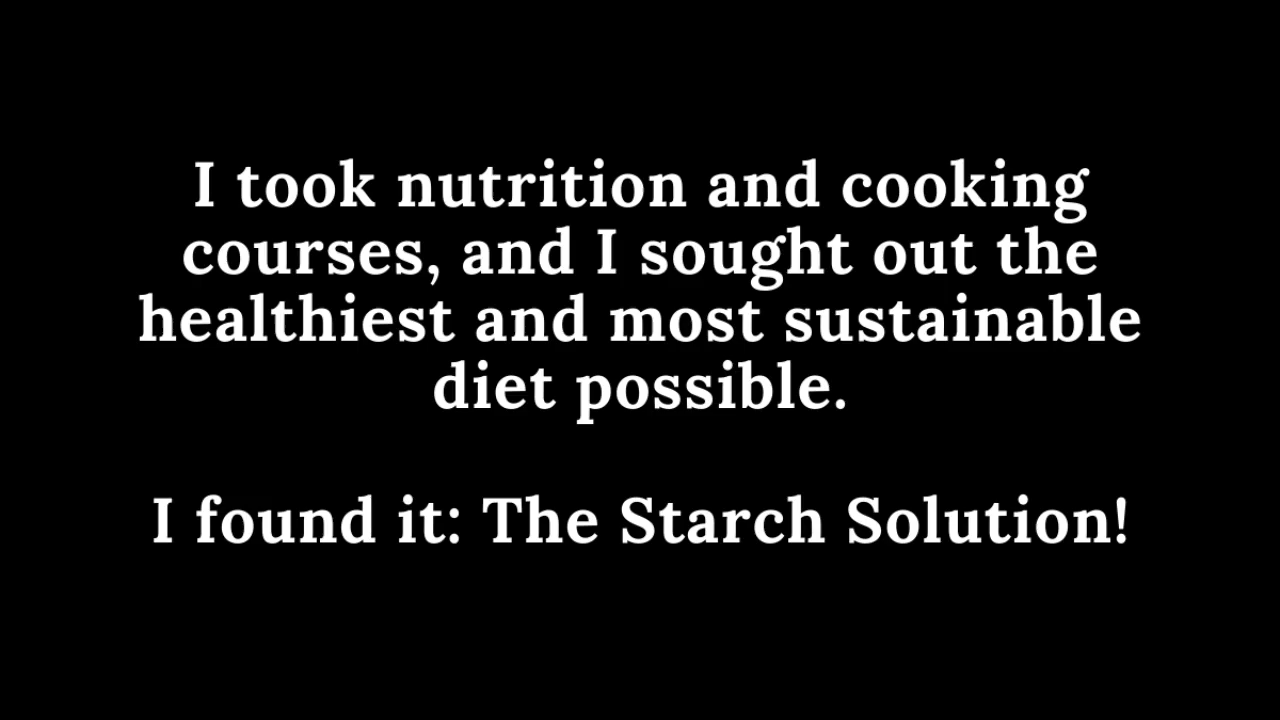 I took nutrition and cooking
courses, and I sought out the
healthiest and most sustainable
diet possible.
I found it: The Starch Solution!